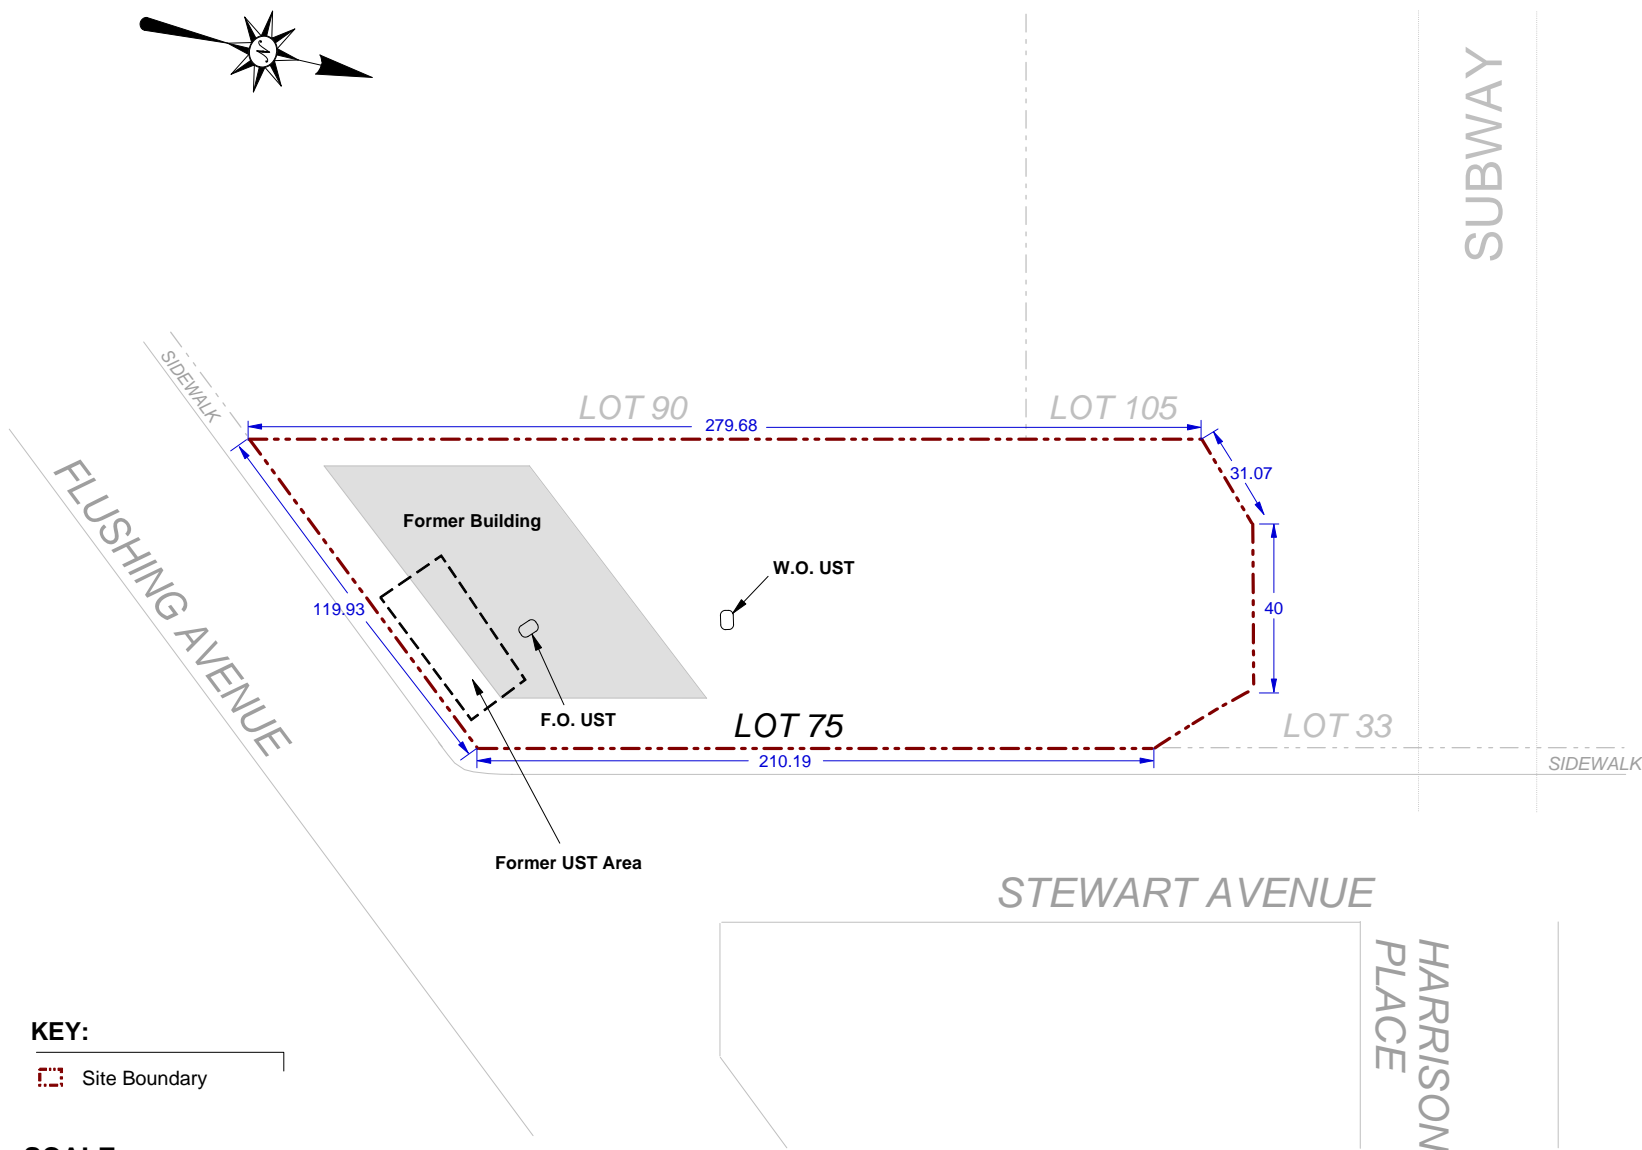 N
SUBWAY
SIDEWALK
LOT 90
LOT 105
279.68
31.07
FLUSHING AVENUE
Former Building
W.O. UST
119.93
40
F.O. UST
LOT 75
LOT 33
210.19
SIDEWALK
Former UST Area
STEWART AVENUE
HARRISON
PLACE
KEY:
Site Boundary